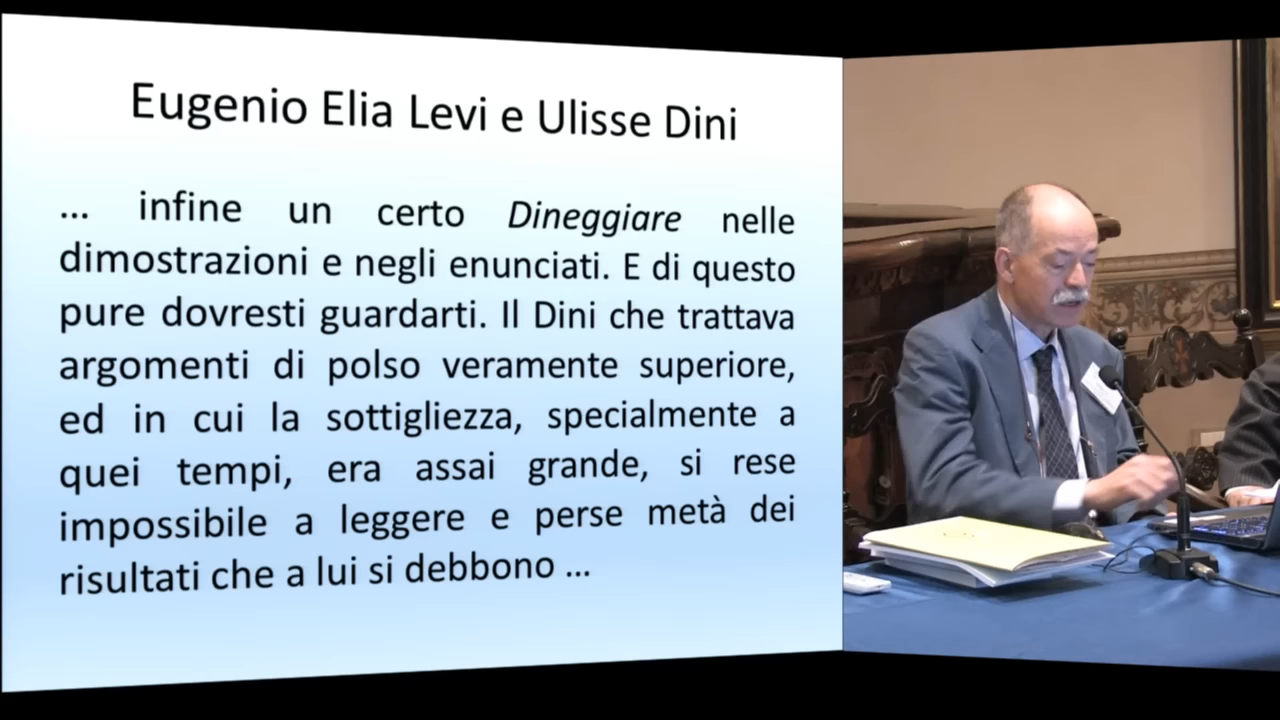 Eugenio Elia Levi e Ulisse Dini
... infine un certo Dineggiare nelle
dimostrazioni e negli enunciati. E di questo
pure dovresti guardarti. Il Dini che trattava
argomenti di polso veramente superiore,
ed in cui la sottigliezza, specialmente a
quei tempi, era assai grande, si rese
impossibile a leggere e perse metà dei
risultati che a lui si debbono ...